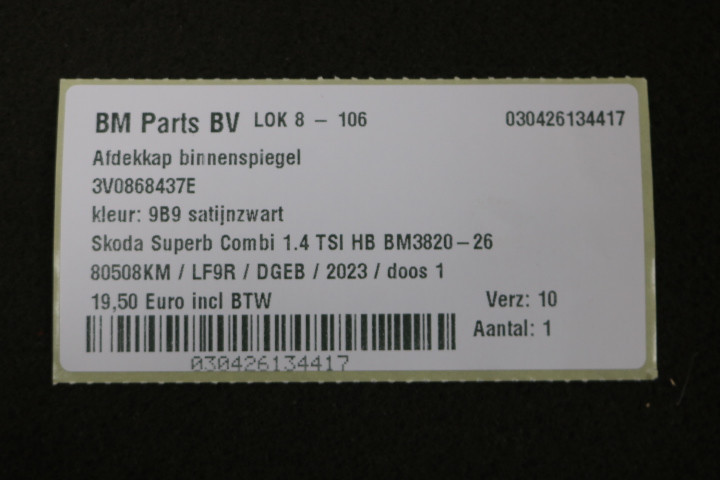 BM Parts BV LOK 8 - 106 030426134417
Afdekkap binnenspiegel
3V0868437E
kleur: 9B9 satijnzwart
Skoda Superb Combi 1.4 TSI HB BM3820-26
80508KM / LF9R / DGEB / 2023 / doos 1
19,50 Euro incl BTW Verz: 10
Aantal: 1
030426134417